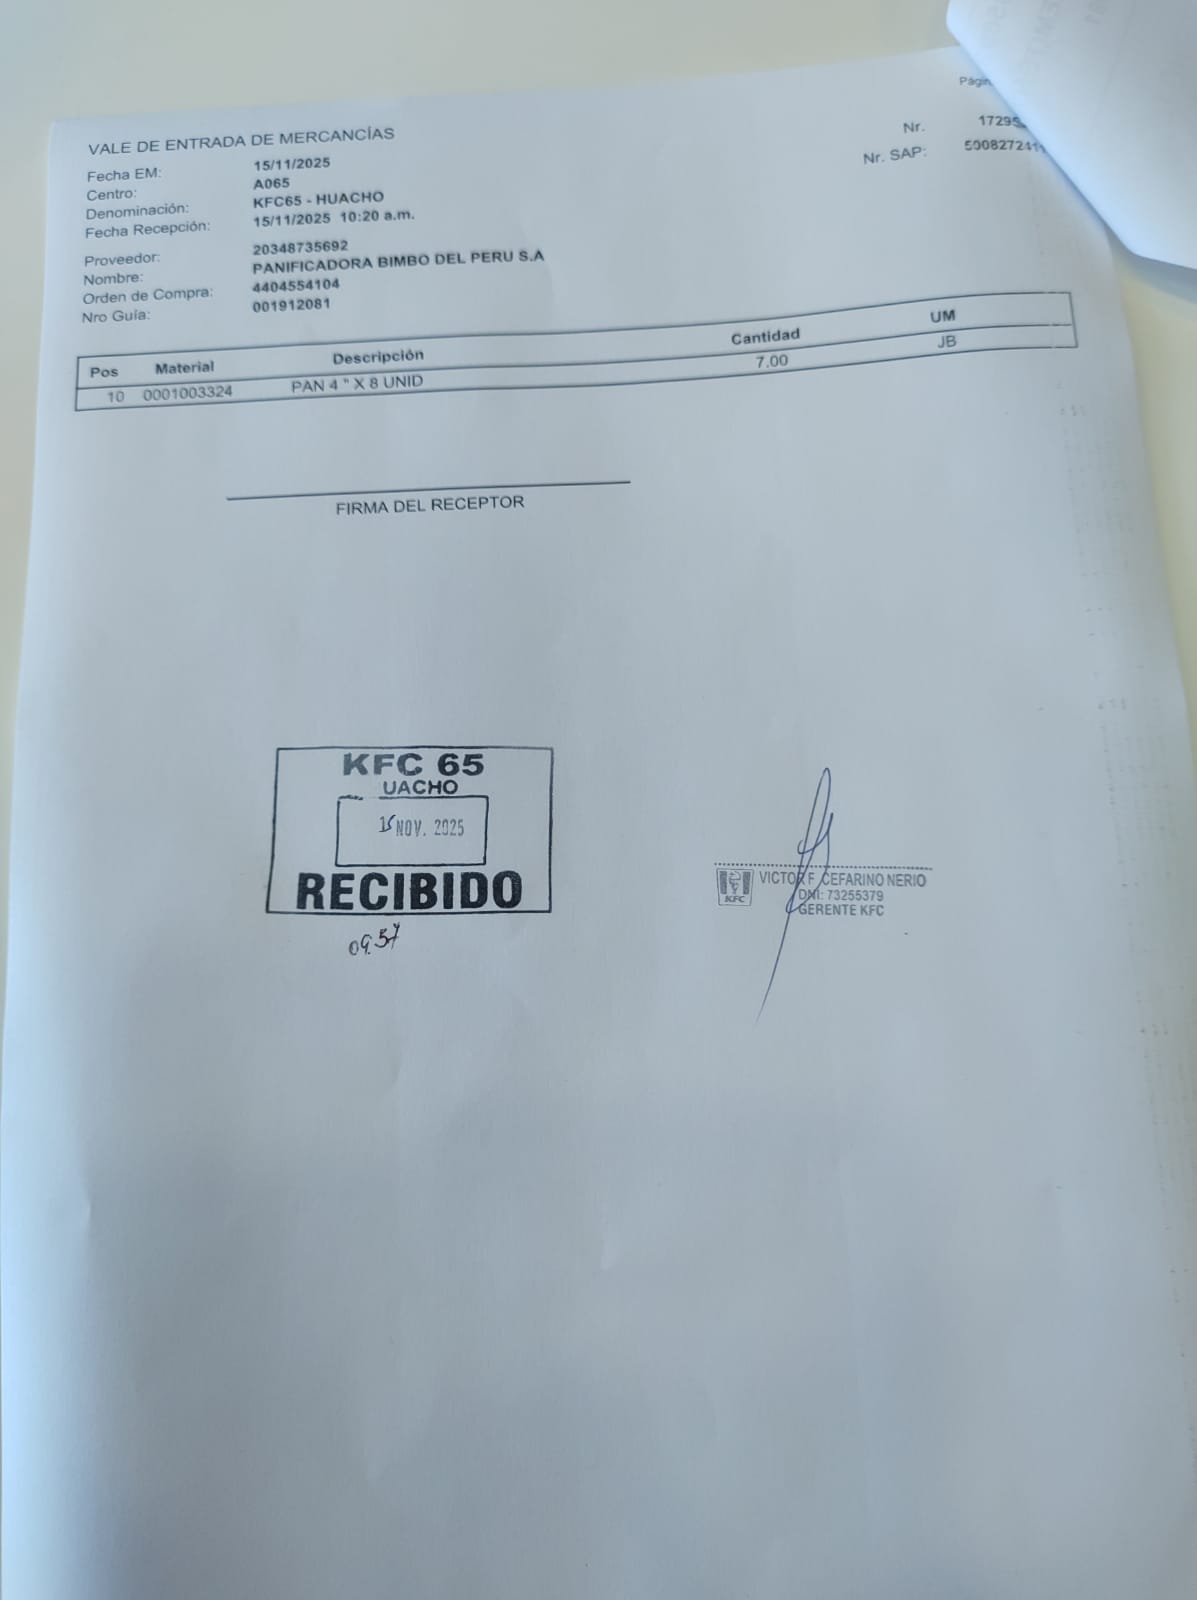 VALE DE ENTRADA DE MERCANCÍAS
Fecha EM: 15/11/2025
Centro: A065
Denominación: KFC65 - HUACHO
Fecha Recepción: 15/11/2025 10:20 a.m.
Nr.
Nr. SAP:
Proveedor: 20348735692
Nombre: PANIFICADORA BIMBO DEL PERU S.A
Orden de Compra: 4404554104
Nro Guía: 001912081
Pos Material Descripción Cantidad UM
10 0001003324 PAN 4 " X 8 UNID 7.00 JB
FIRMA DEL RECEPTOR
KFC 65
UACHO
15 NOV. 2025
RECIBIDO
09.57
VICTOR F. CEFARINO NERIO
DNI: 73255379
GERENTE KFC
KFC